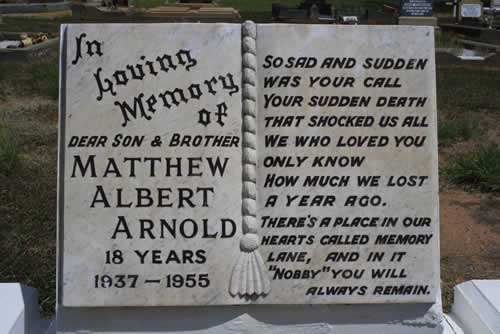 In
Loving
Memory
of
DEAR SON & BROTHER
MATTHEW
ALBERT
ARNOLD
18 YEARS
1937 - 1955
SO SAD AND SUDDEN
WAS YOUR CALL
YOUR SUDDEN DEATH
THAT SHOCKED US ALL
WE WHO LOVED YOU
ONLY KNOW
HOW MUCH WE LOST
A YEAR AGO.
THERE'S A PLACE IN OUR
HEARTS CALLED MEMORY
LANE, AND IN IT
"NOBBY" YOU WILL
ALWAYS REMAIN.